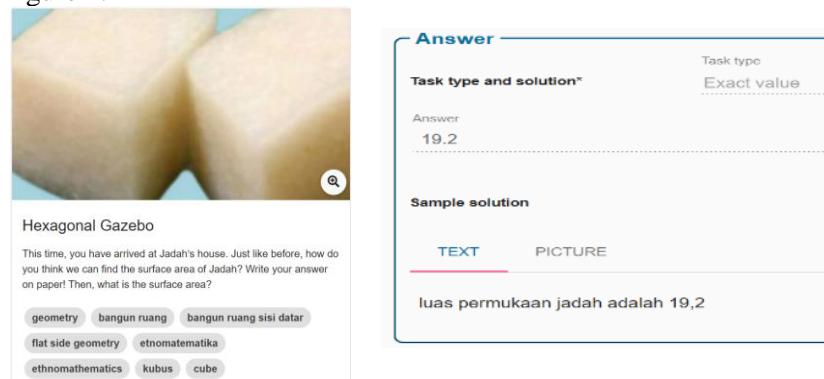 Hexagonal Gazebo
This time, you have arrived at Jadah's house. Just like before, how do
you think we can find the surface area of Jadah? Write your answer
on paper! Then, what is the surface area?
geometry bangun ruang bangun ruang sisi datar
flat side geometry etnomatematika
ethnomathematics kubus cube
Answer
Task type
Task type and solution*
Exact value
Answer
19.2
Sample solution
TEXT PICTURE
luas permukaan jadah adalah 19,2